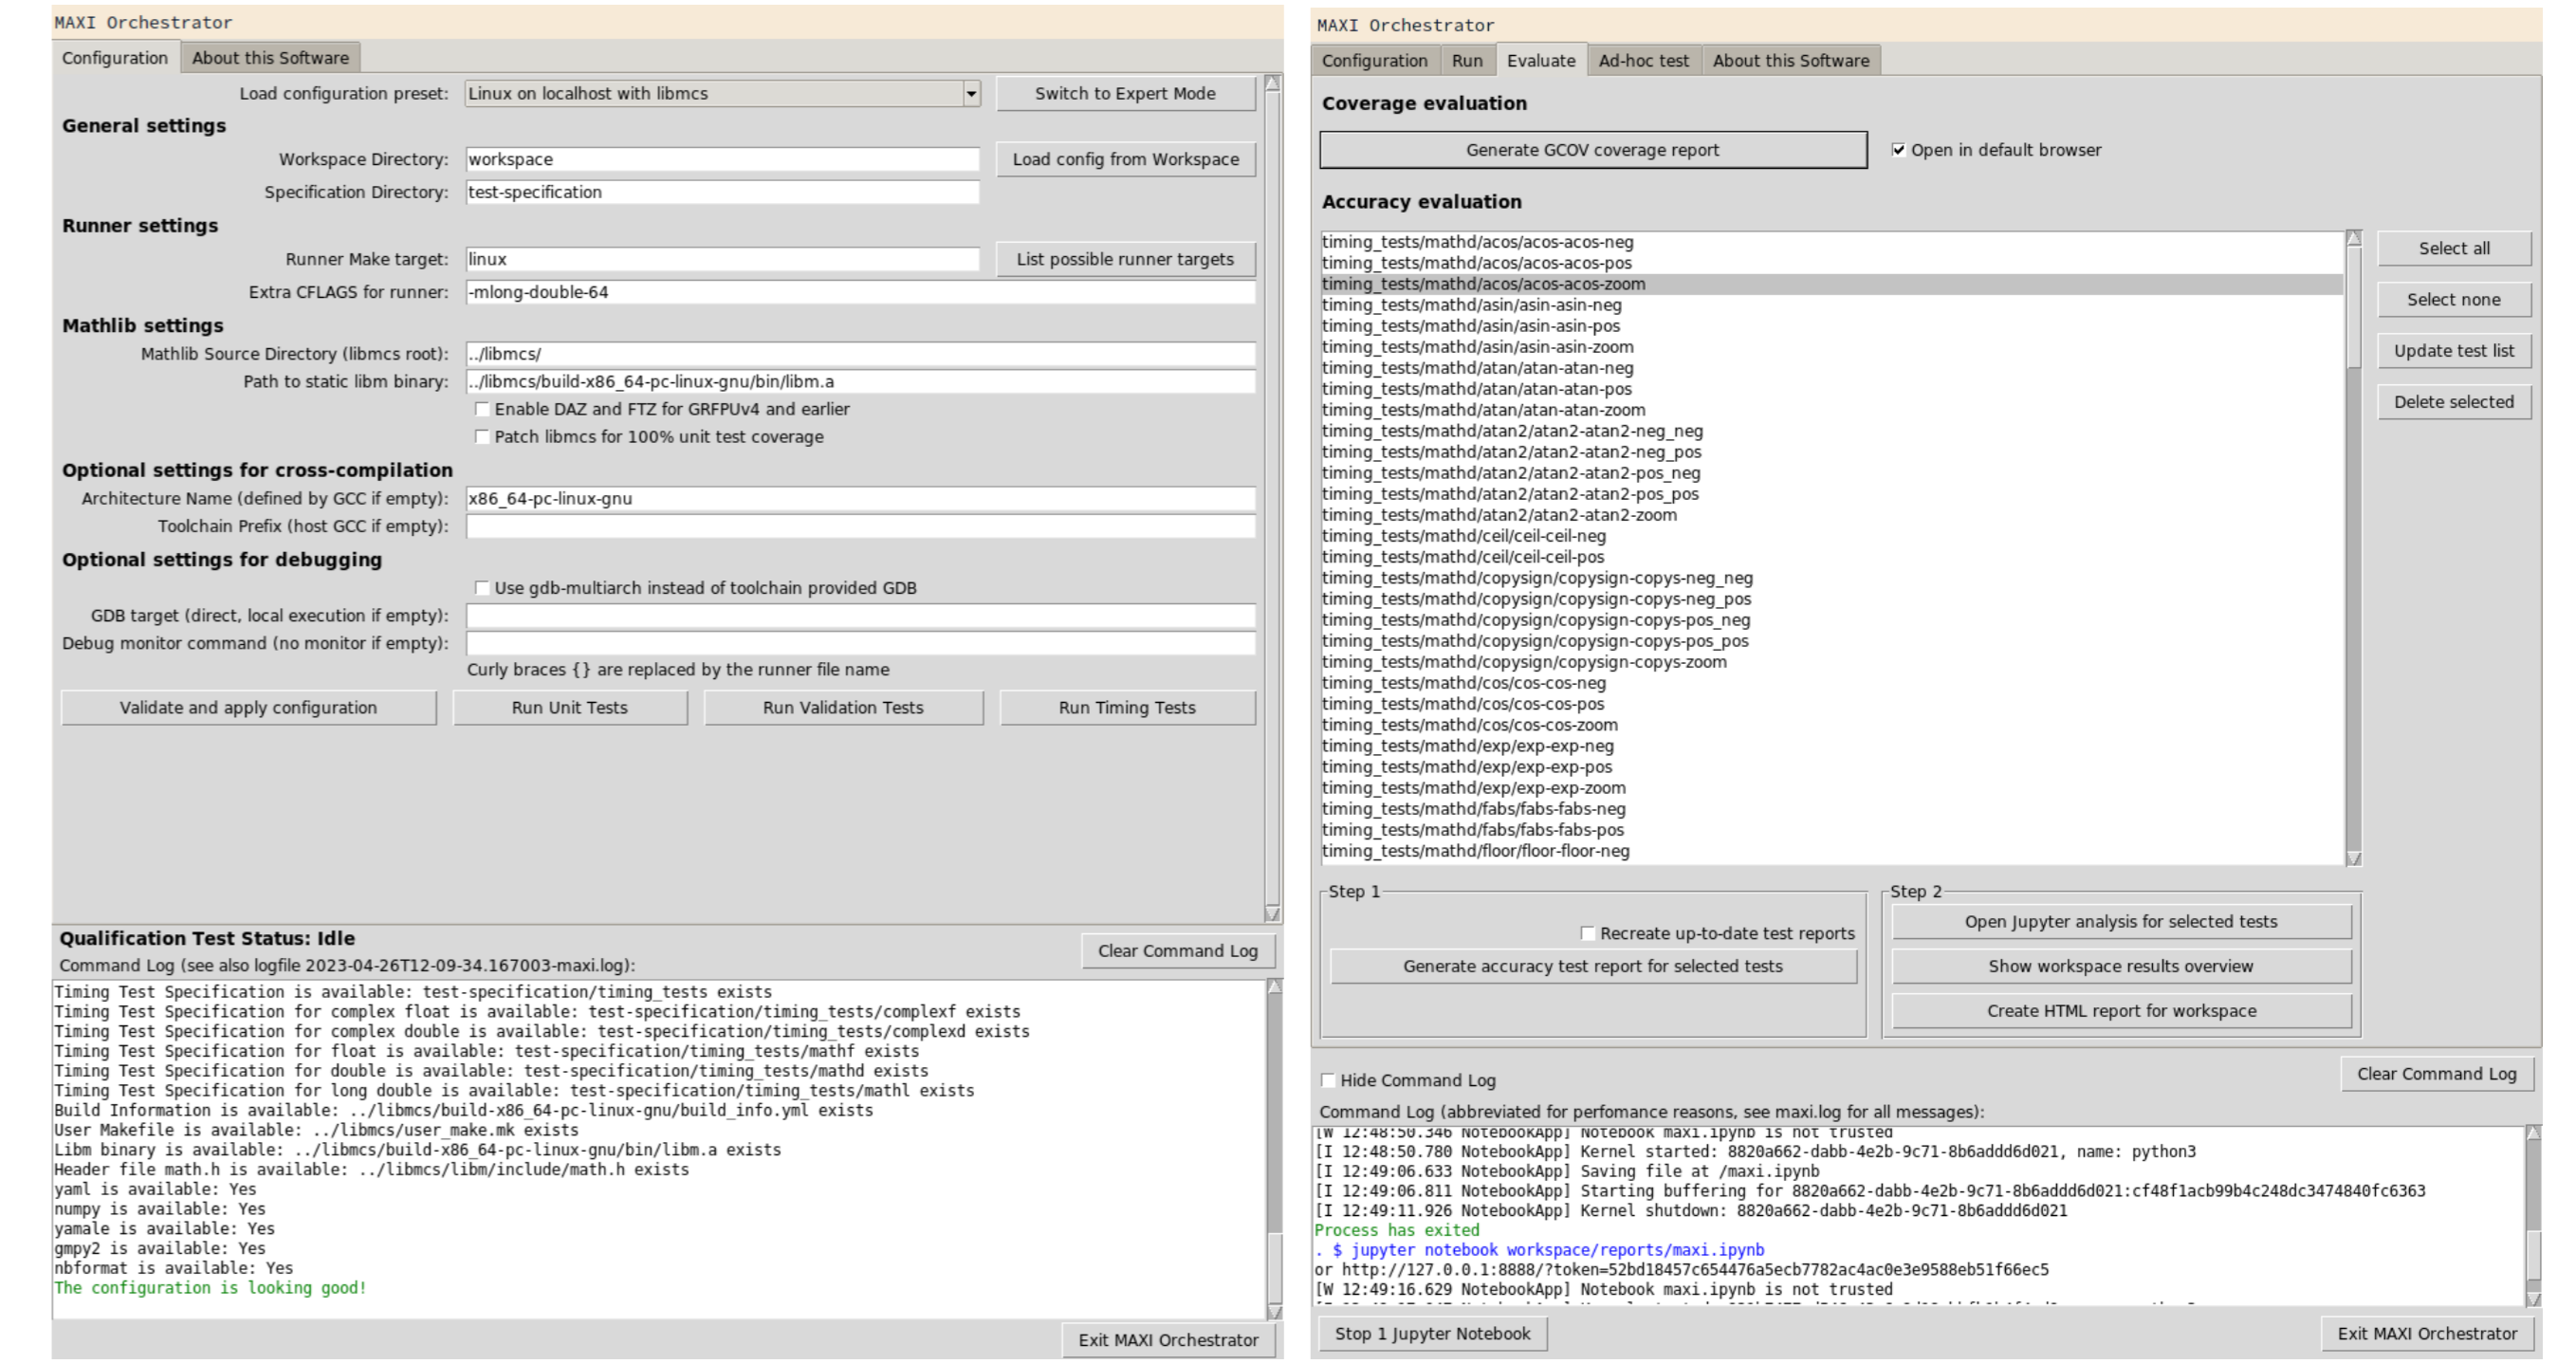 MAXI Orchestrator
Configuration About this Software
Load configuration preset: Linux on localhost with libmcs Switch to Expert Mode
General settings
Workspace Directory: workspace Load config from Workspace
Specification Directory: test-specification
Runner settings
Runner Make target: linux List possible runner targets
Extra CFLAGS for runner: -mlong-double-64
Mathlib settings
Mathlib Source Directory (libmcs root): ../libmcs/
Path to static libm binary: ../libmcs/build-x86_64-pc-linux-gnu/bin/libm.a
Enable DAZ and FTZ for GRFPUv4 and earlier
Patch libmcs for 100% unit test coverage
Optional settings for cross-compilation
Architecture Name (defined by GCC if empty): x86_64-pc-linux-gnu
Toolchain Prefix (host GCC if empty):
Optional settings for debugging
Use gdb-multiarch instead of toolchain provided GDB
GDB target (direct, local execution if empty):
Debug monitor command (no monitor if empty):
Curly braces {} are replaced by the runner file name
Validate and apply configuration Run Unit Tests Run Validation Tests Run Timing Tests
Qualification Test Status: Idle
Clear Command Log
Command Log (see also logfile 2023-04-26T12-09-34.167003-maxi.log):
Timing Test Specification is available: test-specification/timing_tests exists
Timing Test Specification for complex float is available: test-specification/timing_tests/complexf exists
Timing Test Specification for complex double is available: test-specification/timing_tests/complexd exists
Timing Test Specification for float is available: test-specification/timing_tests/mathf exists
Timing Test Specification for double is available: test-specification/timing_tests/mathd exists
Timing Test Specification for long double is available: test-specification/timing_tests/mathl exists
Build Information is available: ../libmcs/build-x86_64-pc-linux-gnu/build_info.yml exists
User Makefile is available: ../libmcs/user_make.mk exists
Libm binary is available: ../libmcs/build-x86_64-pc-linux-gnu/bin/libm.a exists
Header file math.h is available: ../libmcs/libm/include/math.h exists
yaml is available: Yes
numpy is available: Yes
yamale is available: Yes
gmpy2 is available: Yes
nbformat is available: Yes
The configuration is looking good!
Exit MAXI Orchestrator
MAXI Orchestrator
Configuration Run Evaluate Ad-hoc test About this Software
Coverage evaluation
Generate GCOV coverage report Open in default browser
Accuracy evaluation
timing_tests/mathd/acos/acos-acos-neg
timing_tests/mathd/acos/acos-acos-pos
timing_tests/mathd/acos/acos-acos-zoom
timing_tests/mathd/asin/asin-asin-neg
timing_tests/mathd/asin/asin-asin-pos
timing_tests/mathd/asin/asin-asin-zoom
timing_tests/mathd/atan/atan-atan-neg
timing_tests/mathd/atan/atan-atan-pos
timing_tests/mathd/atan/atan-atan-zoom
timing_tests/mathd/atan2/atan2-atan2-neg_neg
timing_tests/mathd/atan2/atan2-atan2-neg_pos
timing_tests/mathd/atan2/atan2-atan2-pos_neg
timing_tests/mathd/atan2/atan2-atan2-pos_pos
timing_tests/mathd/atan2/atan2-atan2-zoom
timing_tests/mathd/ceil/ceil-ceil-neg
timing_tests/mathd/ceil/ceil-ceil-pos
timing_tests/mathd/copysign/copysign-copys-neg_neg
timing_tests/mathd/copysign/copysign-copys-neg_pos
timing_tests/mathd/copysign/copysign-copys-pos_neg
timing_tests/mathd/copysign/copysign-copys-pos_pos
timing_tests/mathd/copysign/copysign-copys-zoom
timing_tests/mathd/cos/cos-cos-neg
timing_tests/mathd/cos/cos-cos-pos
timing_tests/mathd/cos/cos-cos-zoom
timing_tests/mathd/exp/exp-exp-neg
timing_tests/mathd/exp/exp-exp-pos
timing_tests/mathd/exp/exp-exp-zoom
timing_tests/mathd/fabs/fabs-fabs-neg
timing_tests/mathd/fabs/fabs-fabs-pos
timing_tests/mathd/floor/floor-floor-neg
Select all
Select none
Update test list
Delete selected
Step 1
Recreate up-to-date test reports
Generate accuracy test report for selected tests
Step 2
Open Jupyter analysis for selected tests
Show workspace results overview
Create HTML report for workspace
Hide Command Log
Clear Command Log
Command Log (abbreviated for perfomance reasons, see maxi.log for all messages):
[W 12:48:50.346 NotebookApp] Notebook maxi.ipynb is not trusted
[I 12:48:50.780 NotebookApp] Kernel started: 8820a662-dabb-4e2b-9c71-8b6addd6d021, name: python3
[I 12:49:06.633 NotebookApp] Saving file at /maxi.ipynb
[I 12:49:06.811 NotebookApp] Starting buffering for 8820a662-dabb-4e2b-9c71-8b6addd6d021:cf48f1acb99b4c248dc3474840fc6363
[I 12:49:11.926 NotebookApp] Kernel shutdown: 8820a662-dabb-4e2b-9c71-8b6addd6d021
Process has exited
. $ jupyter notebook workspace/reports/maxi.ipynb
or http://127.0.0.1:8888/?token=52bd18457c654476a5ecb7782ac4ac0e3e9588eb51f66ec5
[W 12:49:16.629 NotebookApp] Notebook maxi.ipynb is not trusted
Stop 1 Jupyter Notebook
Exit MAXI Orchestrator